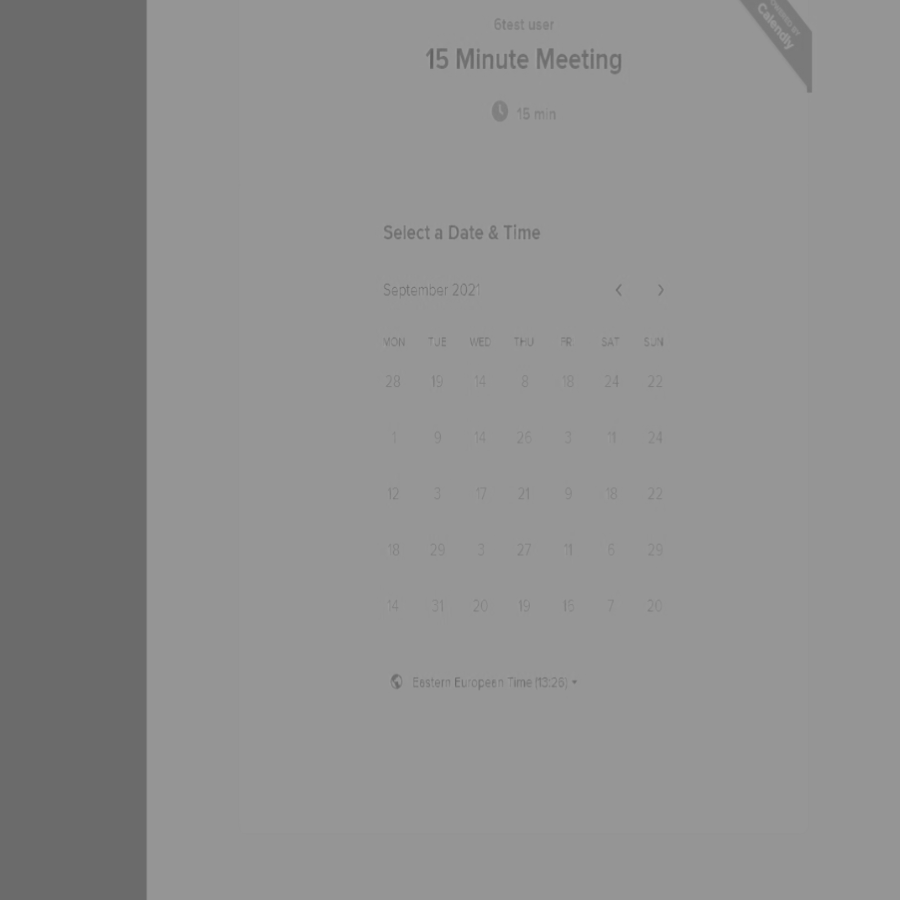 6test user
POWERED BY
Calendly
15 Minute Meeting
15 min
Select a Date & Time
September 2021
MON TUE WED THU FR SAT SUN
28 19 14 8 18 24 22
1 9 14 26 3 11 24
12 3 17 21 9 18 22
18 29 3 27 11 6 29
14 31 20 19 15 7 20
Eastern European Time (13:26)